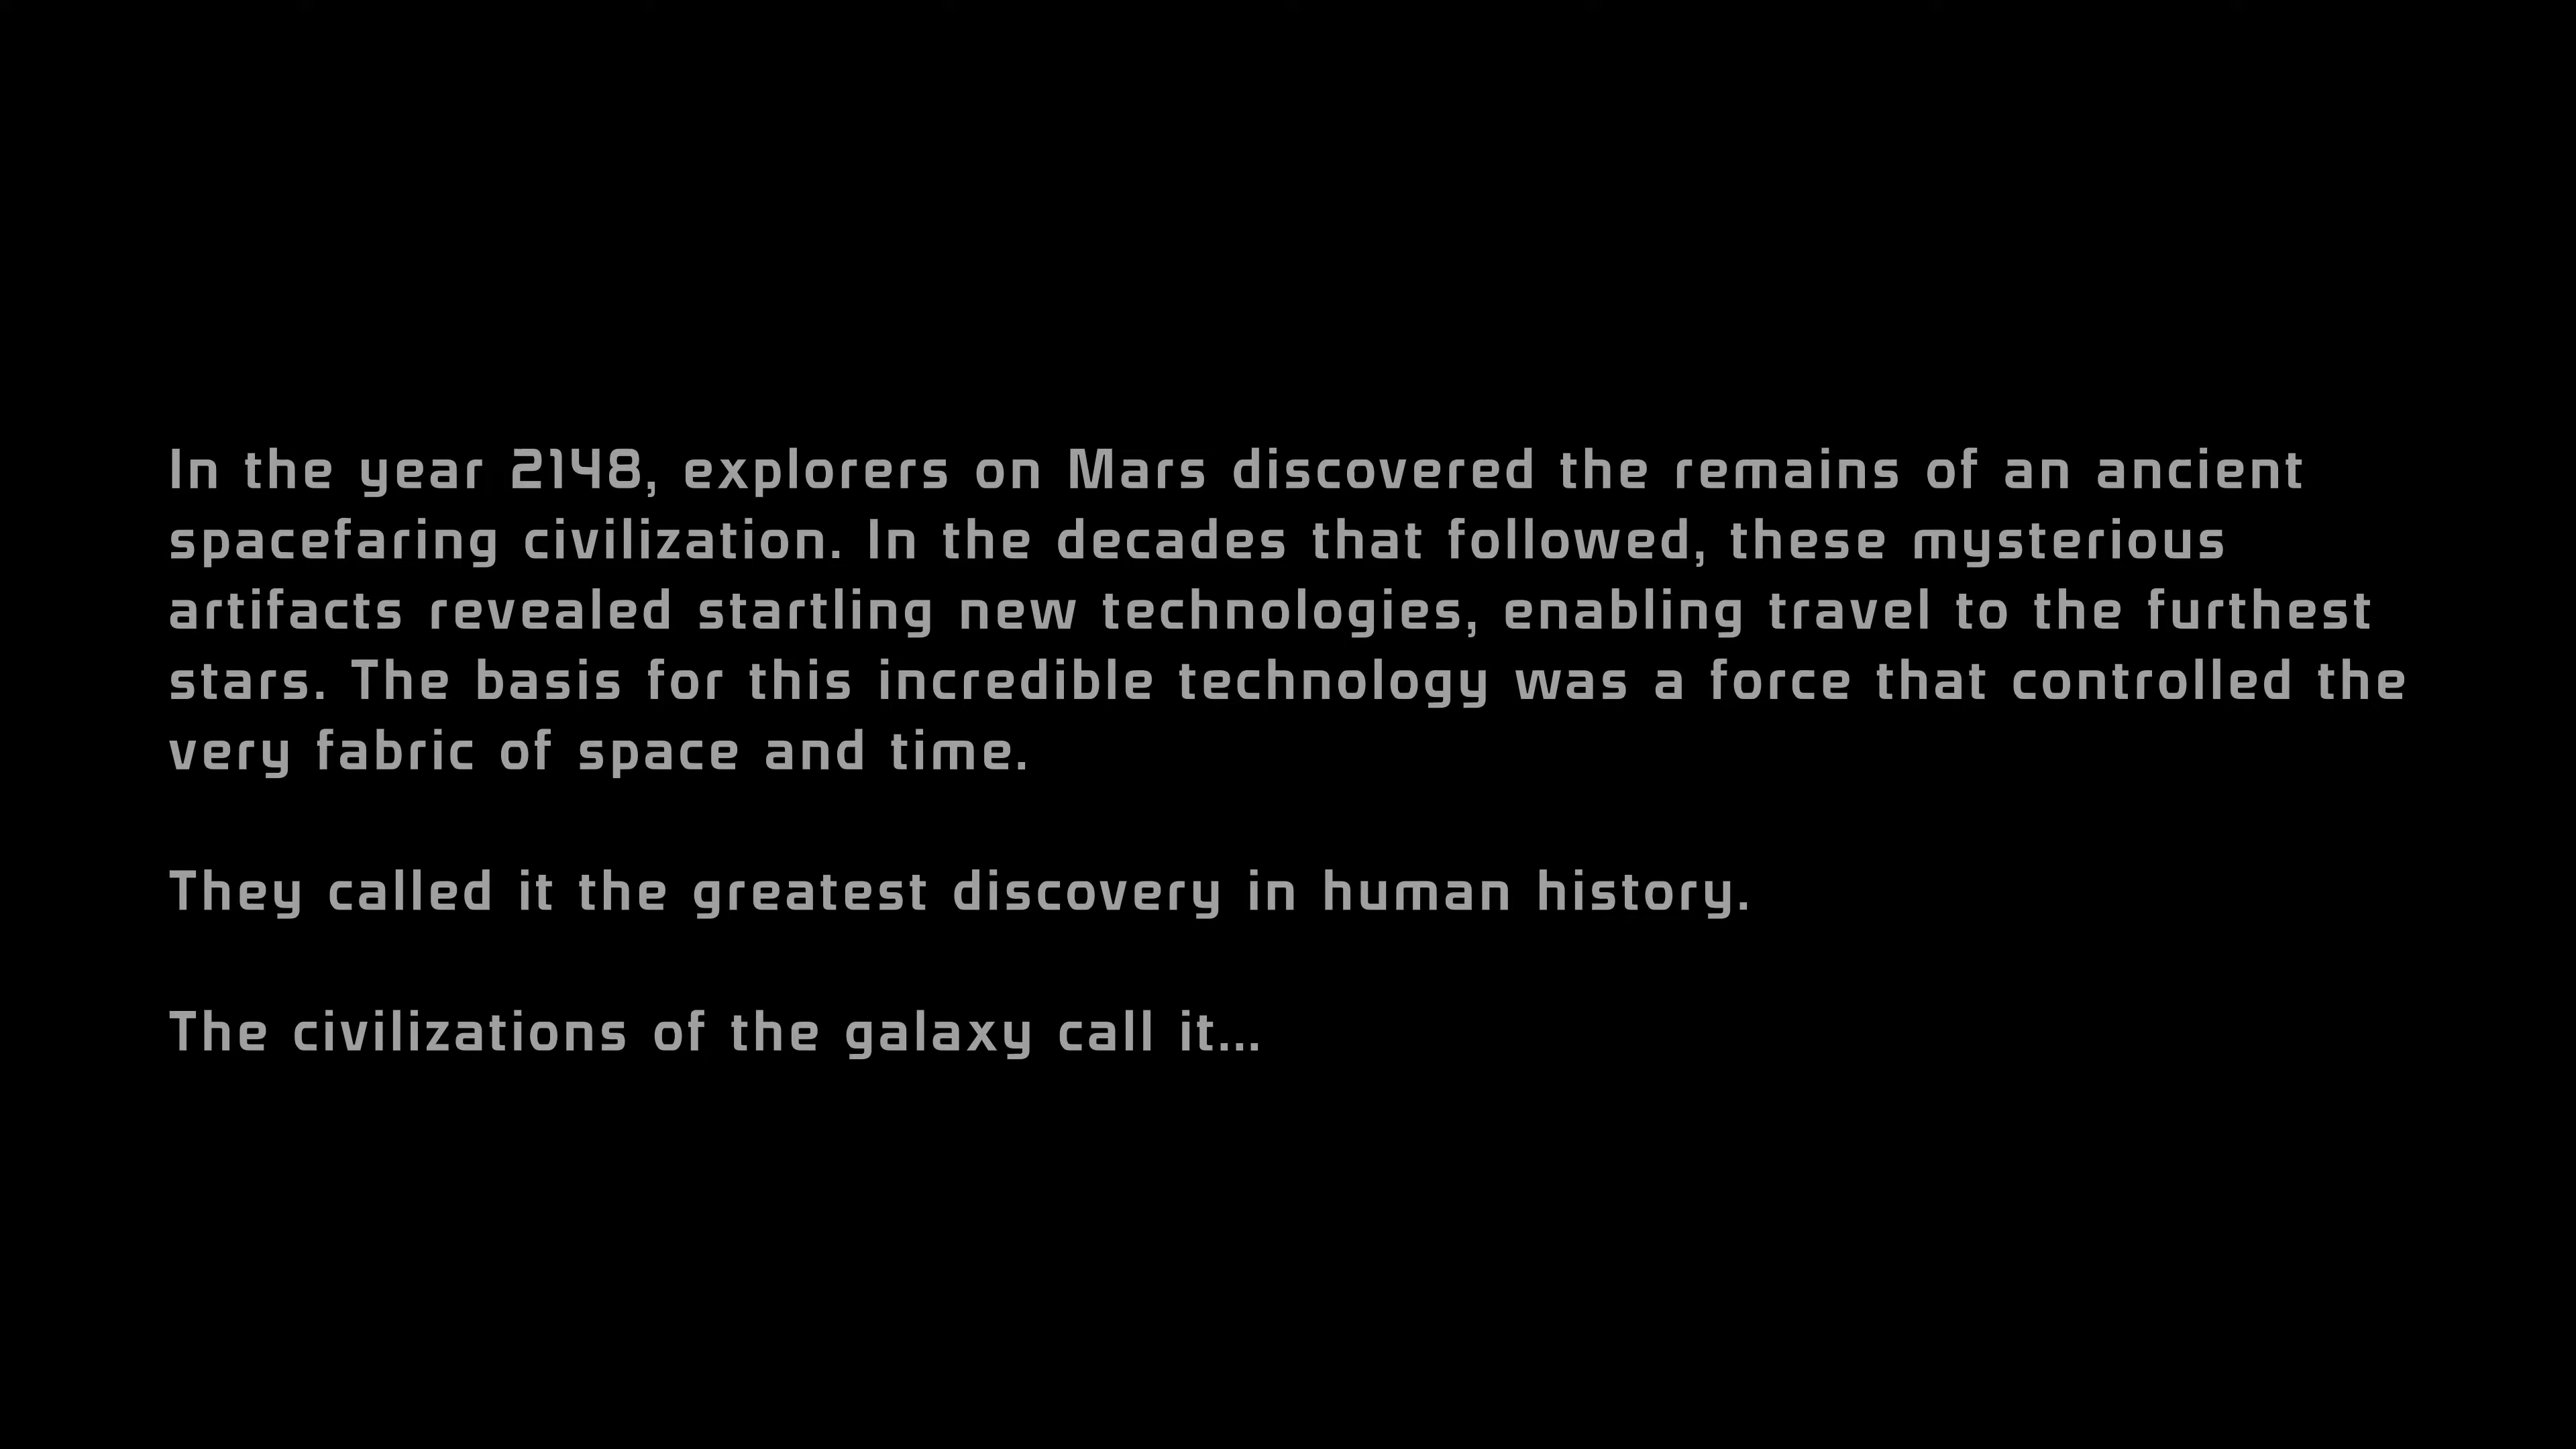 In the year 2148, explorers on Mars discovered the remains of an ancient
spacefaring civilization. In the decades that followed, these mysterious
artifacts revealed startling new technologies, enabling travel to the furthest
stars. The basis for this incredible technology was a force that controlled the
very fabric of space and time.
They called it the greatest discovery in human history.
The civilizations of the galaxy call it...